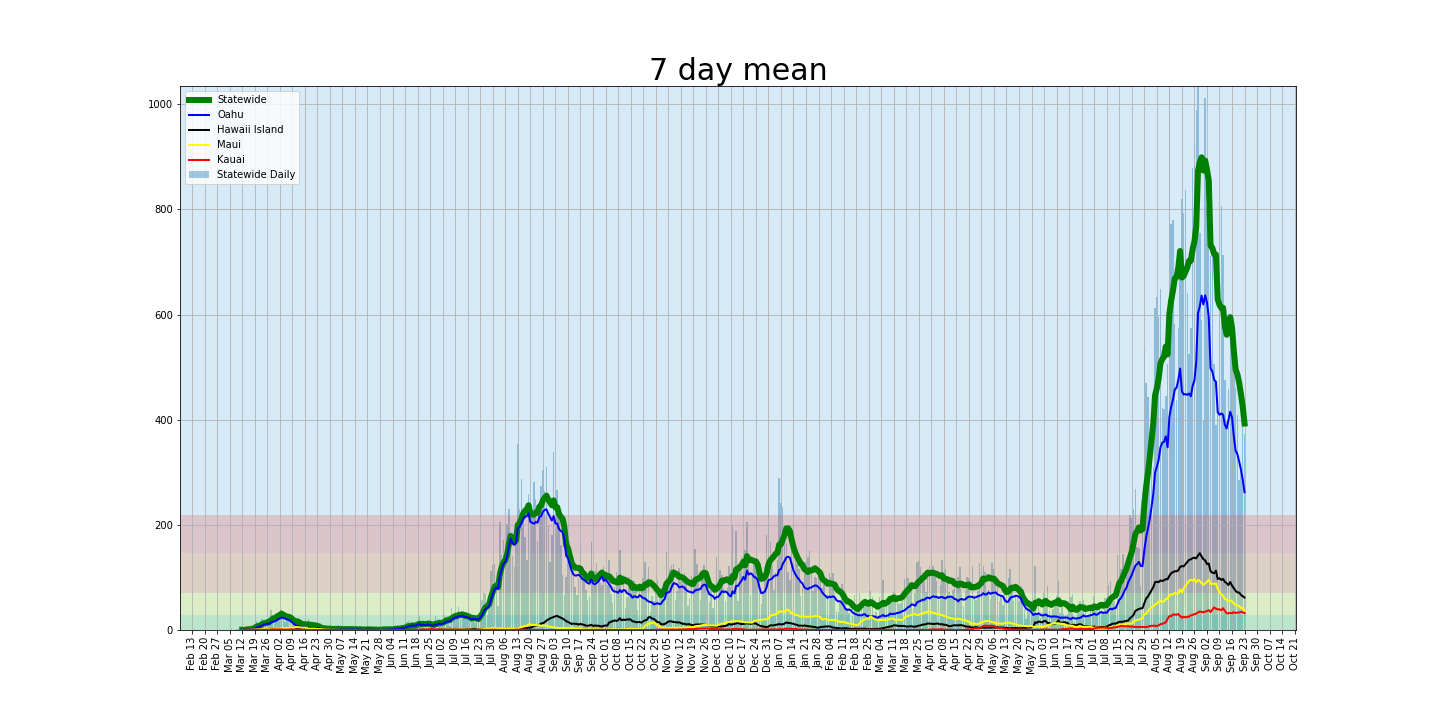 7 day mean
Statewide
Oahu
Hawaii Island
Maui
Kauai
Statewide Daily
1000
800
600
400
200
0
Feb 13
Feb 20
Feb 27
Mar 05
Mar 12
Mar 19
Mar 26
Apr 02
Apr 09
Apr 16
Apr 23
Apr 30
May 07
May 14
May 21
May 28
Jun 04
Jun 11
Jun 18
Jun 25
Jul 02
Jul 09
Jul 16
Jul 23
Jul 30
Aug 06
Aug 13
Aug 20
Aug 27
Sep 03
Sep 10
Sep 17
Sep 24
Oct 01
Oct 08
Oct 15
Oct 22
Oct 29
Nov 05
Nov 12
Nov 19
Nov 26
Dec 03
Dec 10
Dec 17
Dec 24
Dec 31
Jan 07
Jan 14
Jan 21
Jan 28
Feb 04
Feb 11
Feb 18
Feb 25
Mar 04
Mar 11
Mar 18
Mar 25
Apr 01
Apr 08
Apr 15
Apr 22
Apr 29
May 06
May 13
May 20
May 27
Jun 03
Jun 10
Jun 17
Jun 24
Jul 01
Jul 08
Jul 15
Jul 22
Jul 29
Aug 05
Aug 12
Aug 19
Aug 26
Sep 02
Sep 09
Sep 16
Sep 23
Sep 30
Oct 07
Oct 14
Oct 21